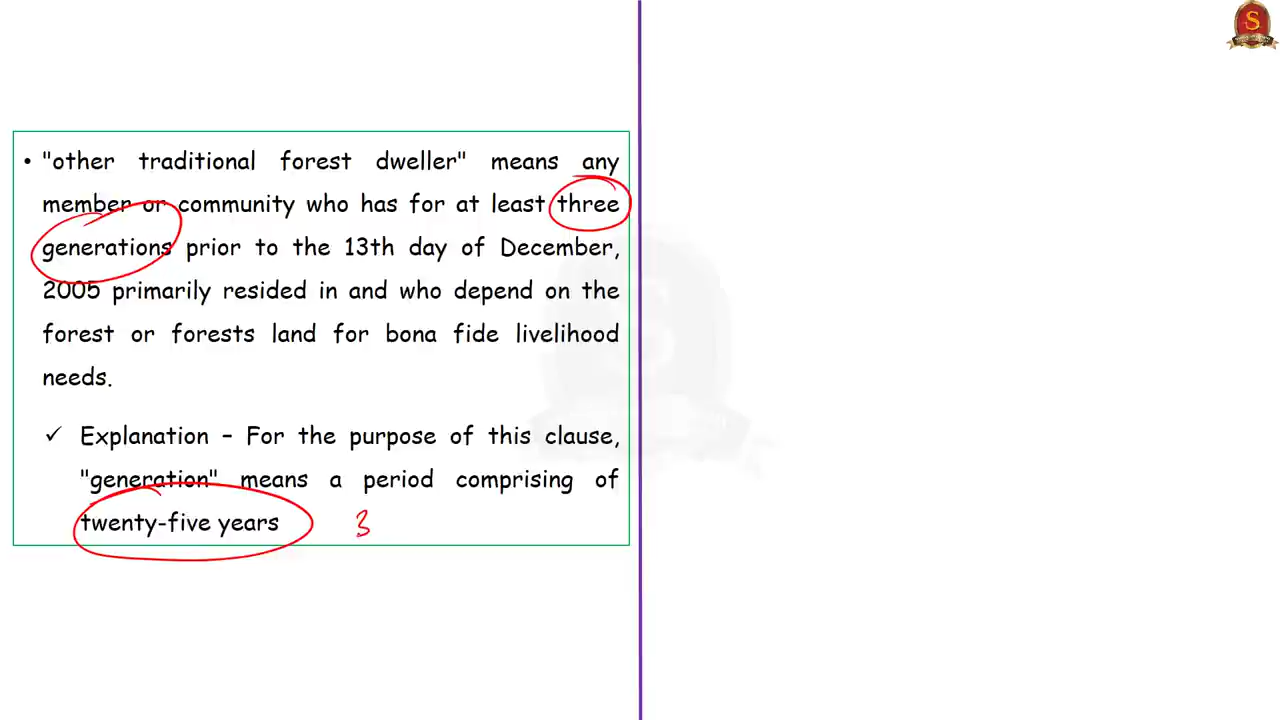 S
• "other traditional forest dweller" means any
member or community who has for at least three
generations prior to the 13th day of December,
2005 primarily resided in and who depend on the
forest or forests land for bona fide livelihood
needs.
✓ Explanation – For the purpose of this clause,
"generation" means a period comprising of
twenty-five years 3